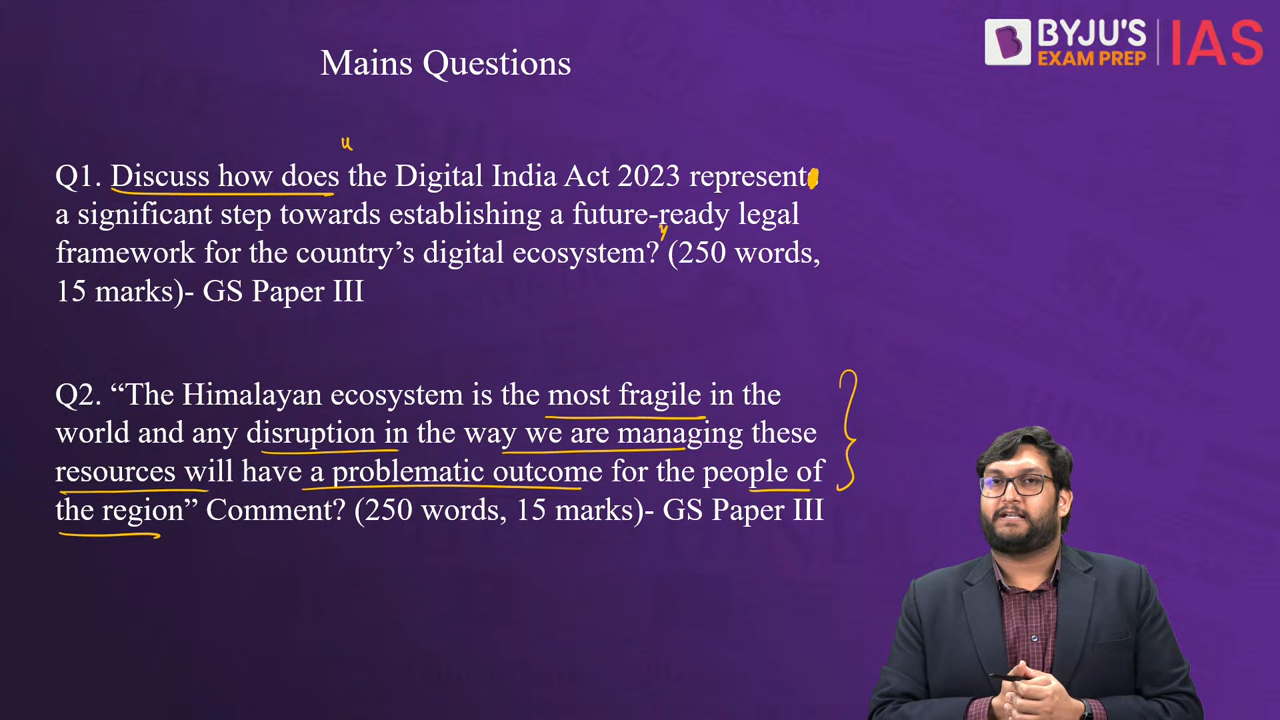 Mains Questions
BYJU'S
EXAM PREP
IAS
Q1. Discuss how does the Digital India Act 2023 represent
a significant step towards establishing a future-ready legal
framework for the country’s digital ecosystem? (250 words,
15 marks)- GS Paper III
Q2. “The Himalayan ecosystem is the most fragile in the
world and any disruption in the way we are managing these
resources will have a problematic outcome for the people of
the region” Comment? (250 words, 15 marks)- GS Paper III